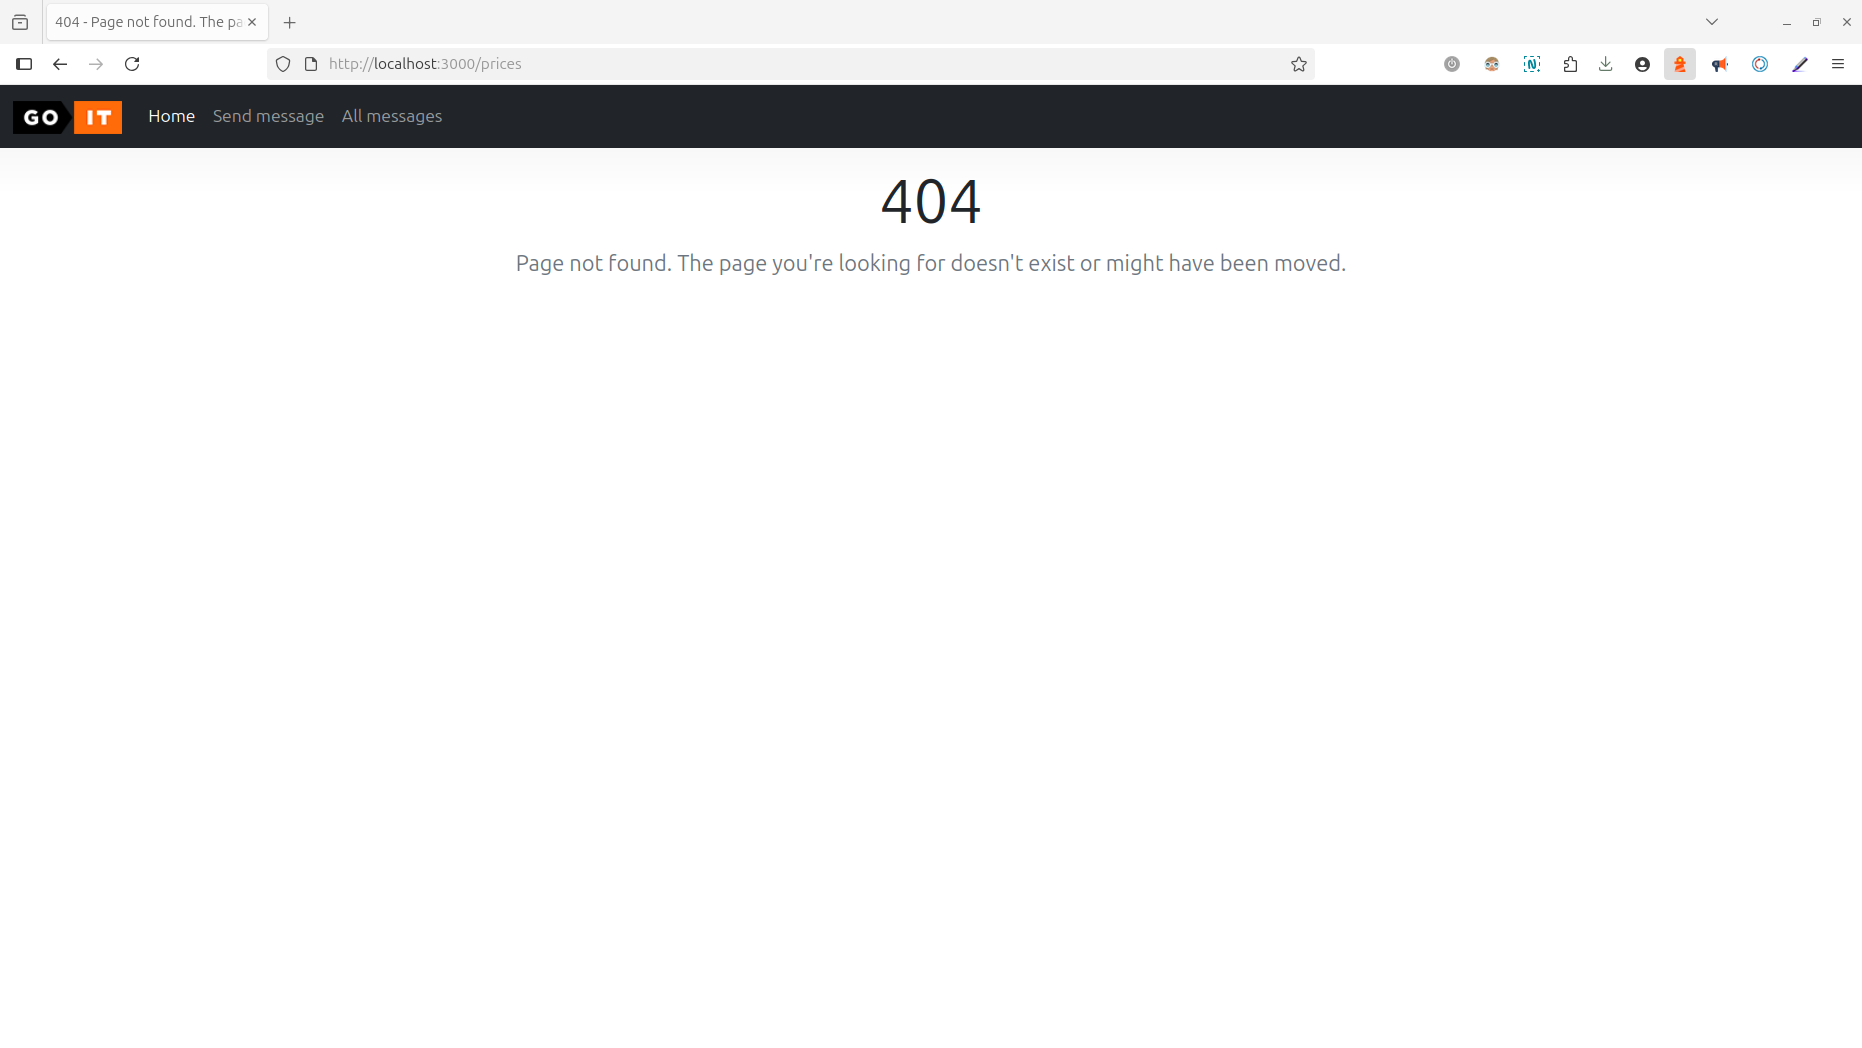 404 - Page not found. The pa
http://localhost:3000/prices
GO IT Home Send message All messages
404
Page not found. The page you're looking for doesn't exist or might have been moved.